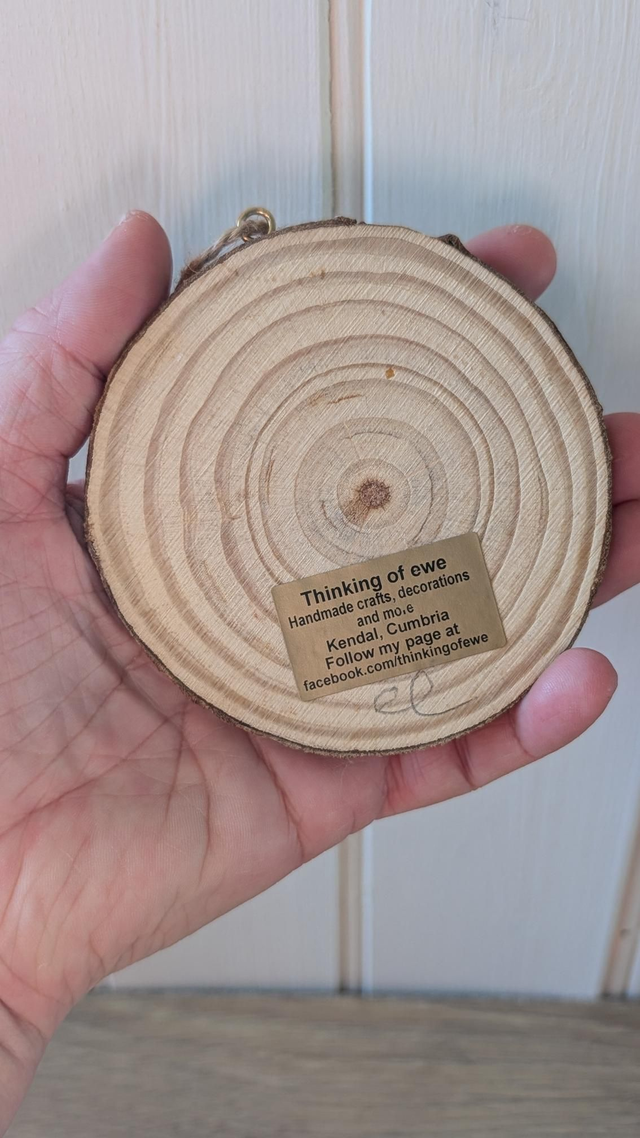 Thinking of ewe
Handmade crafts, decorations
and more
Kendal, Cumbria
Follow my page at
facebook.com/thinkingofewe